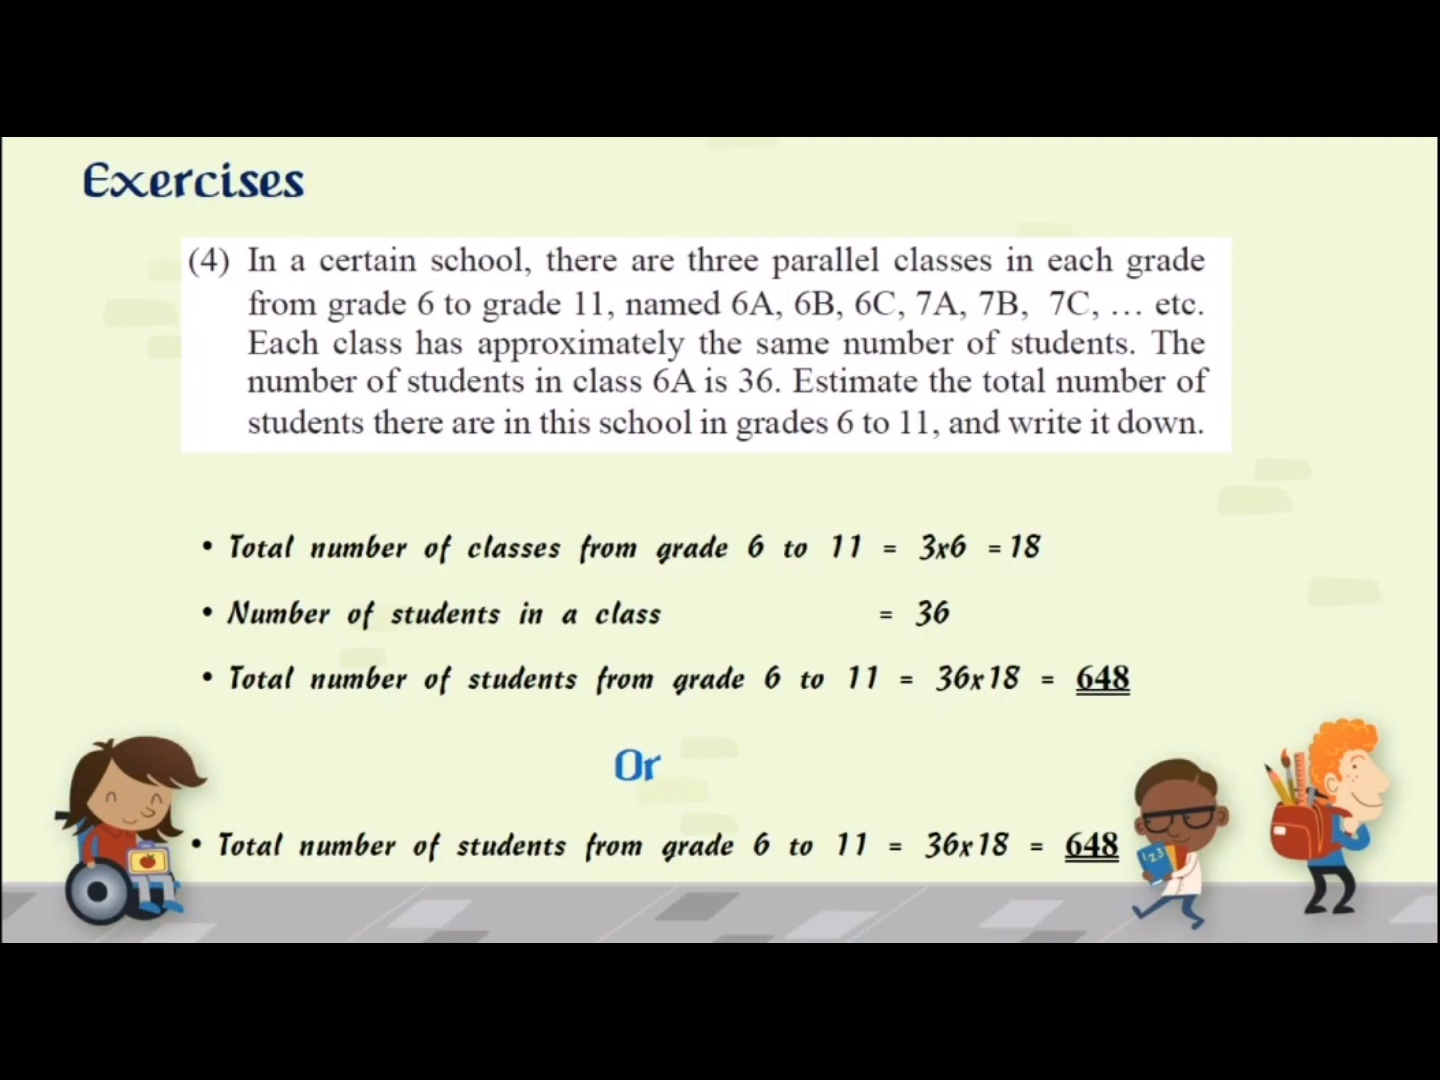 Exercises
(4) In a certain school, there are three parallel classes in each grade
from grade 6 to grade 11, named 6A, 6B, 6C, 7A, 7B, 7C, ... etc.
Each class has approximately the same number of students. The
number of students in class 6A is 36. Estimate the total number of
students there are in this school in grades 6 to 11, and write it down.
• Total number of classes from grade 6 to 11 = 3x6 = 18
• Number of students in a class = 36
• Total number of students from grade 6 to 11 = 36x18 = 648
Or
• Total number of students from grade 6 to 11 = 36x18 = 648
123